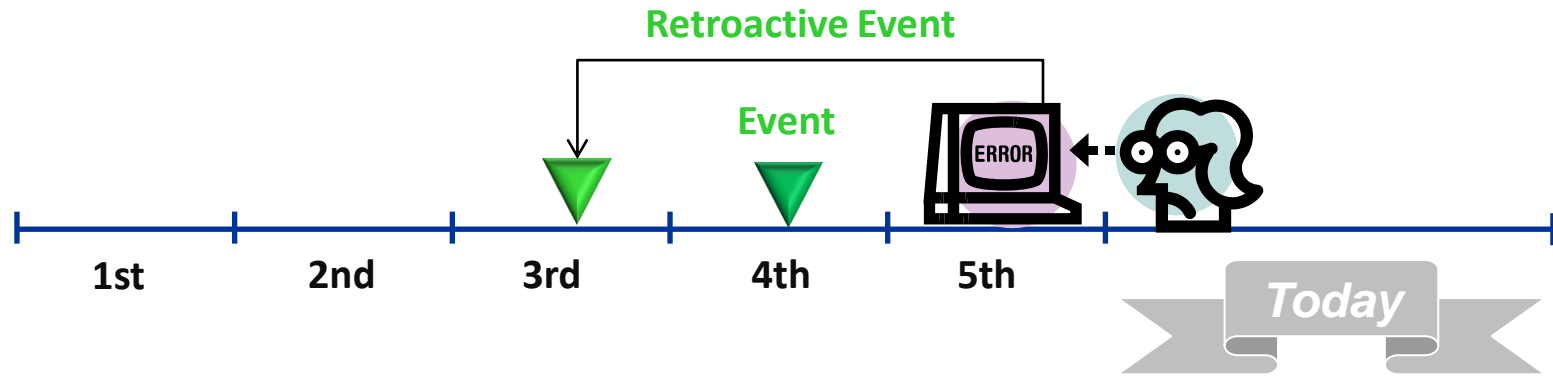 Retroactive Event
Event
ERROR
1st 2nd 3rd 4th 5th
Today